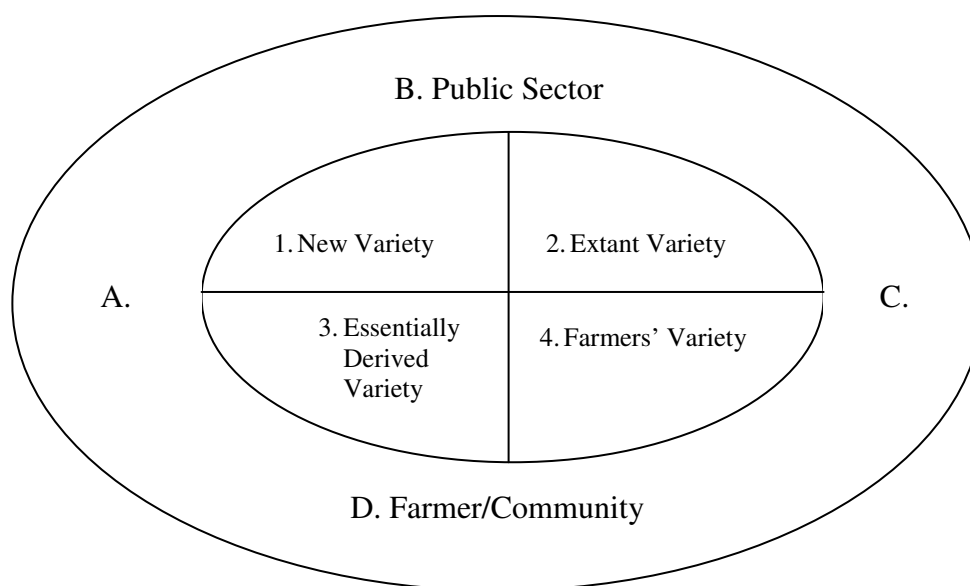 B. Public Sector
1. New Variety
2. Extant Variety
A.
C.
3. Essentially
Derived
Variety
4. Farmers’ Variety
D. Farmer/Community